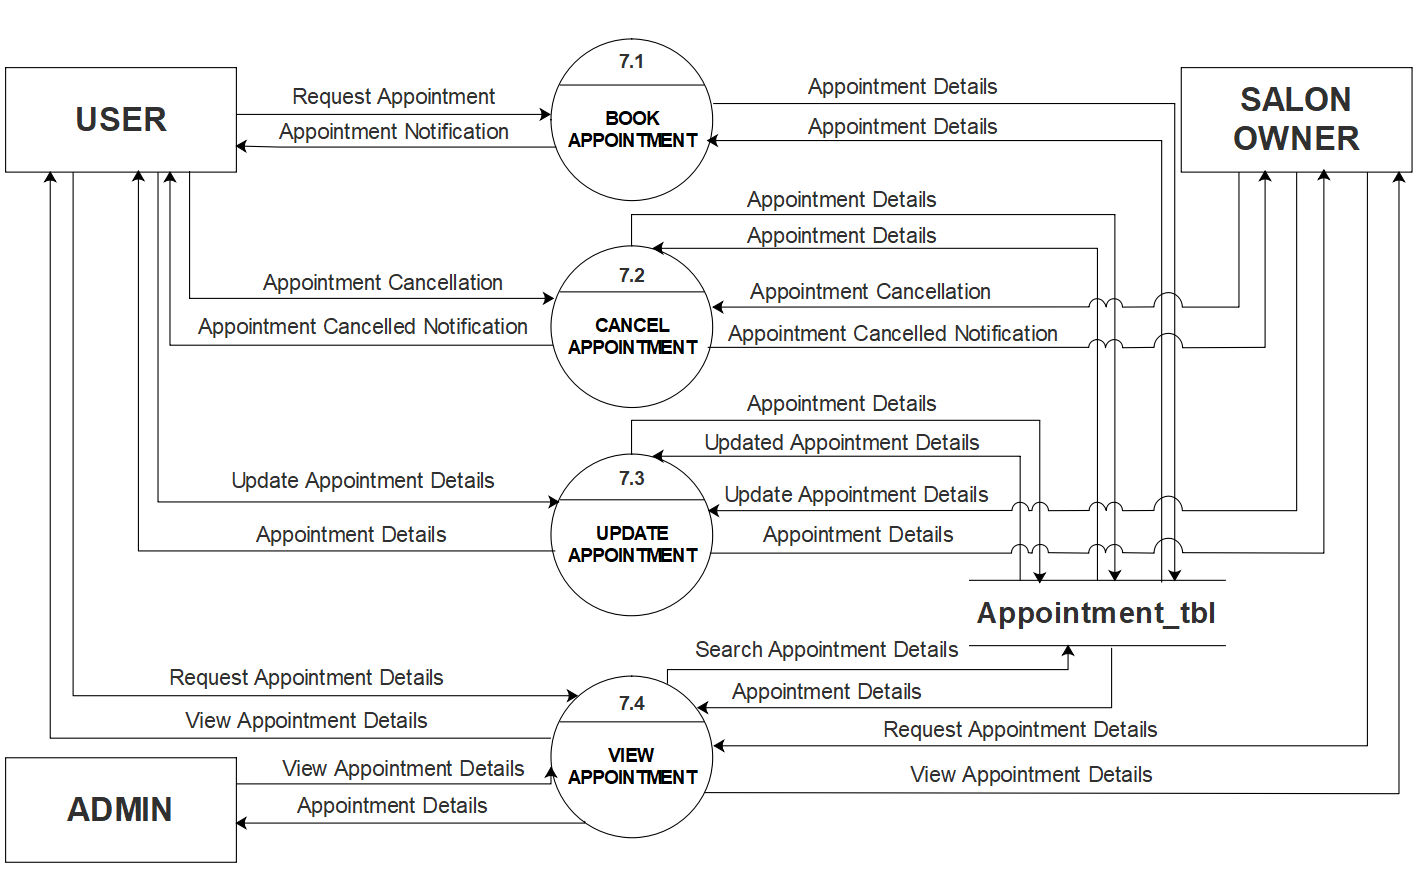 7.1
USER
Request Appointment
Appointment Notification
BOOK
APPOINTMENT
Appointment Details
Appointment Details
SALON
OWNER
Appointment Details
Appointment Details
7.2
Appointment Cancellation
Appointment Cancelled Notification
CANCEL
APPOINTMENT
Appointment Cancellation
Appointment Cancelled Notification
Appointment Details
Updated Appointment Details
7.3
Update Appointment Details
Appointment Details
UPDATE
APPOINTMENT
Update Appointment Details
Appointment Details
Appointment_tbl
Search Appointment Details
Appointment Details
Request Appointment Details
View Appointment Details
7.4
VIEW
APPOINTMENT
Request Appointment Details
View Appointment Details
View Appointment Details
Appointment Details
ADMIN